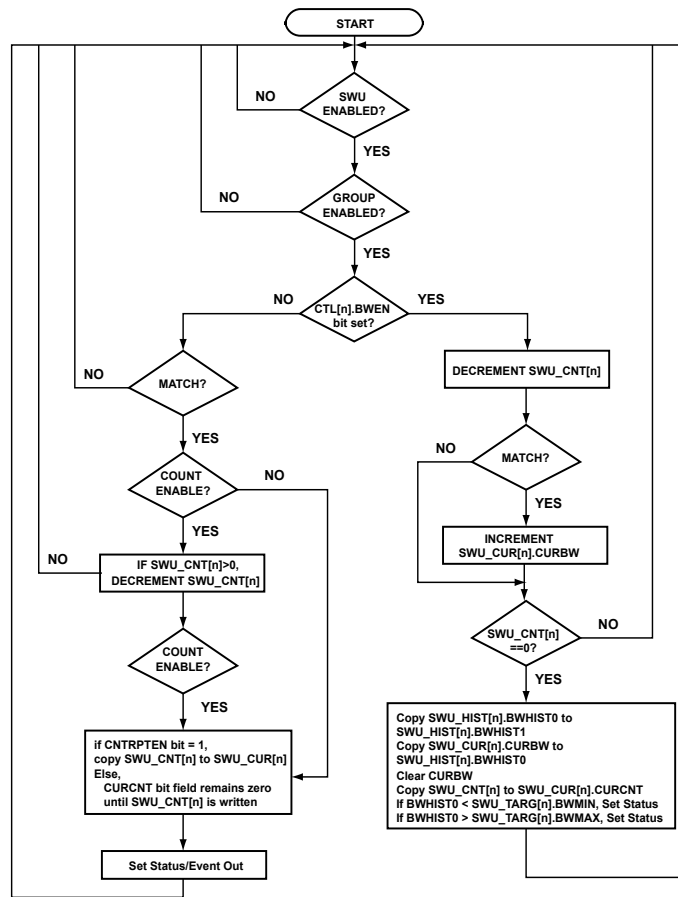 START
SWU
ENABLED?
NO
YES
GROUP
ENABLED?
NO
YES
CTL[n].BWEN
bit set?
NO
YES
MATCH?
NO
YES
COUNT
ENABLE?
NO
YES
IF SWU_CNT[n]>0,
DECREMENT SWU_CNT[n]
NO
COUNT
ENABLE?
YES
if CNTRPTEN bit = 1,
copy SWU_CNT[n] to SWU_CUR[n]
Else,
CURCNT bit field remains zero
until SWU_CNT[n] is written
Set Status/Event Out
DECREMENT SWU_CNT[n]
MATCH?
NO
YES
INCREMENT
SWU_CUR[n].CURBW
SWU_CNT[n]
==0?
NO
YES
Copy SWU_HIST[n].BWHIST0 to
SWU_HIST[n].BWHIST1
Copy SWU_CUR[n].CURBW to
SWU_HIST[n].BWHIST0
Clear CURBW
Copy SWU_CNT[n] to SWU_CUR[n].CURCNT
If BWHIST0 < SWU_TARG[n].BWMIN, Set Status
If BWHIST0 > SWU_TARG[n].BWMAX, Set Status